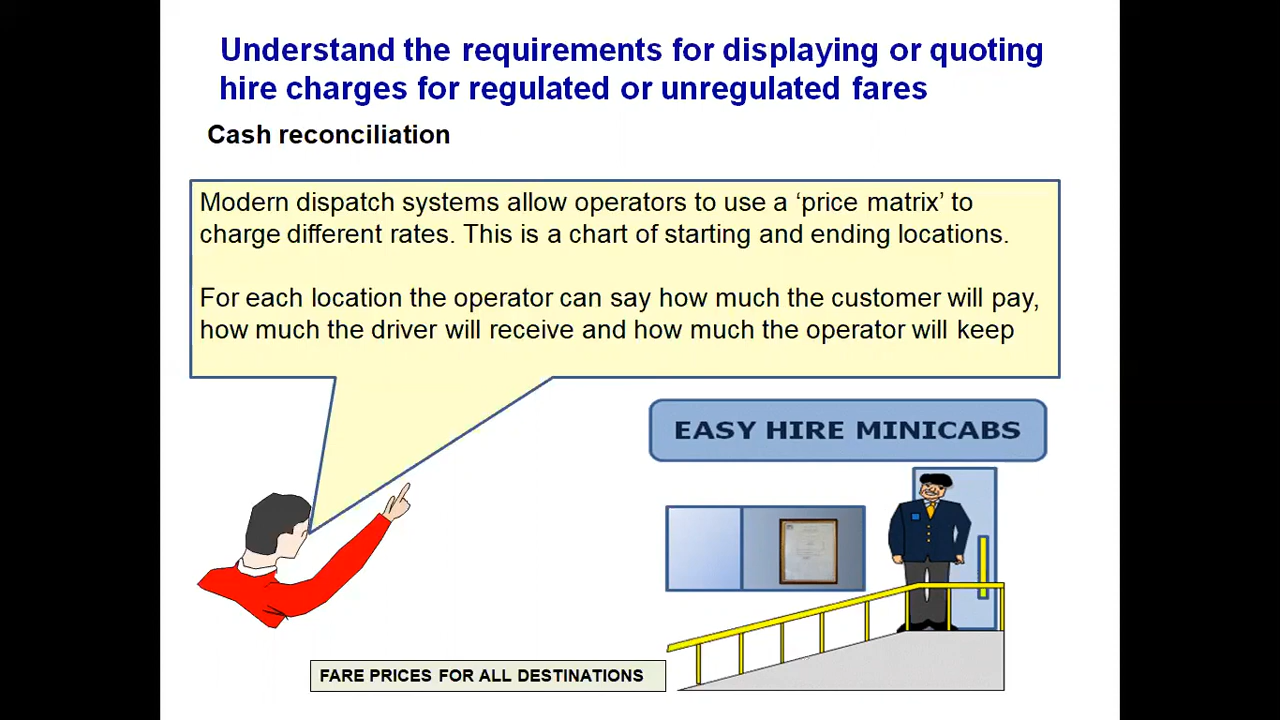 Understand the requirements for displaying or quoting
hire charges for regulated or unregulated fares
Cash reconciliation
Modern dispatch systems allow operators to use a ‘price matrix’ to
charge different rates. This is a chart of starting and ending locations.
For each location the operator can say how much the customer will pay,
how much the driver will receive and how much the operator will keep
EASY HIRE MINICABS
FARE PRICES FOR ALL DESTINATIONS